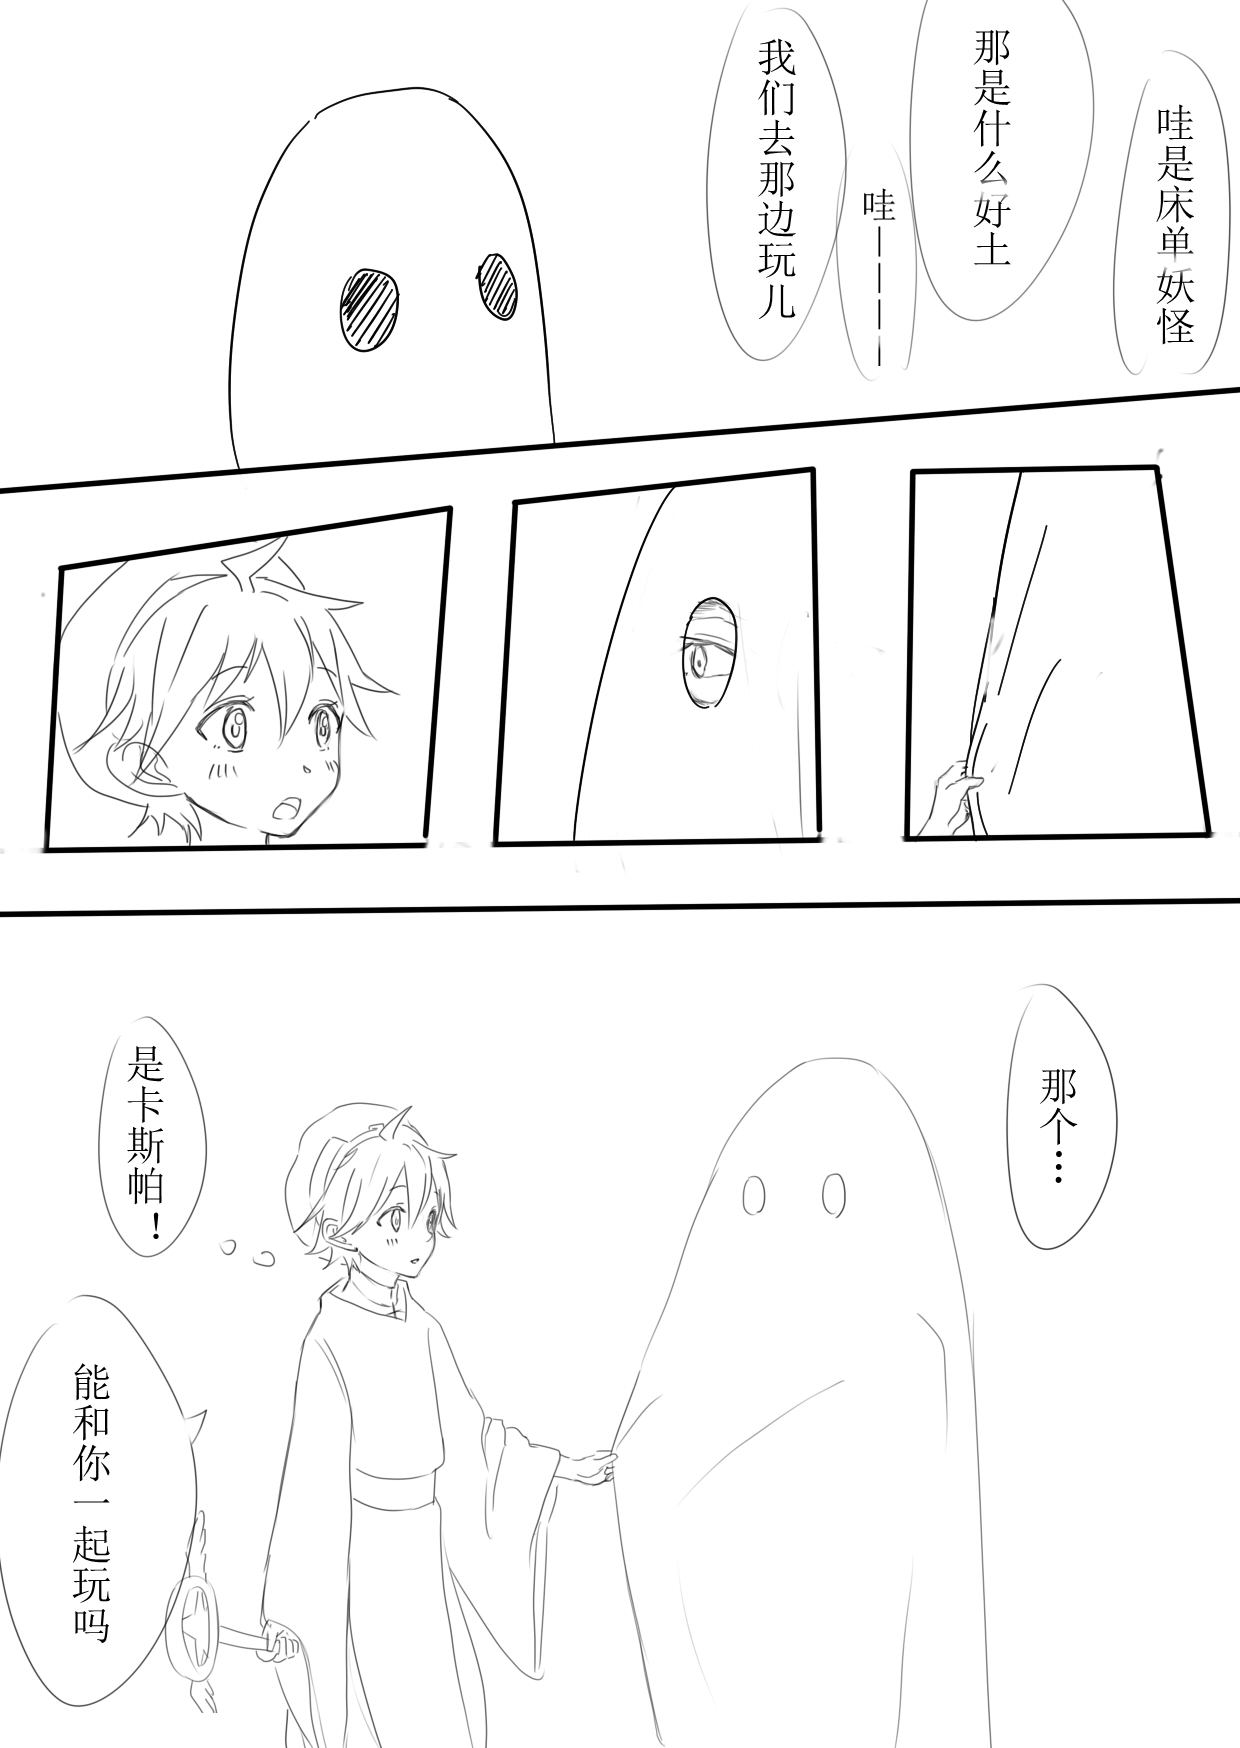 哇是床单妖怪
那是什么好土
哇————
我们去那边玩儿
那个…
是卡斯帕！
能和你一起玩吗